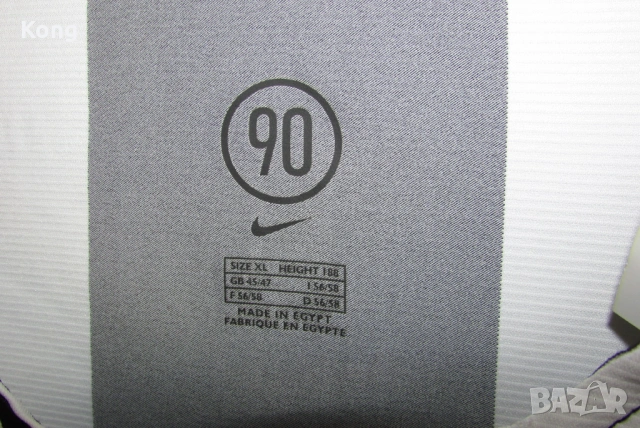 Kong
90
SIZE XL HEIGHT 188
GB 45/47 I 56/58
F 56/58 D 56/58
MADE IN EGYPT
FABRIQUE EN EGYPTE
BAZAR